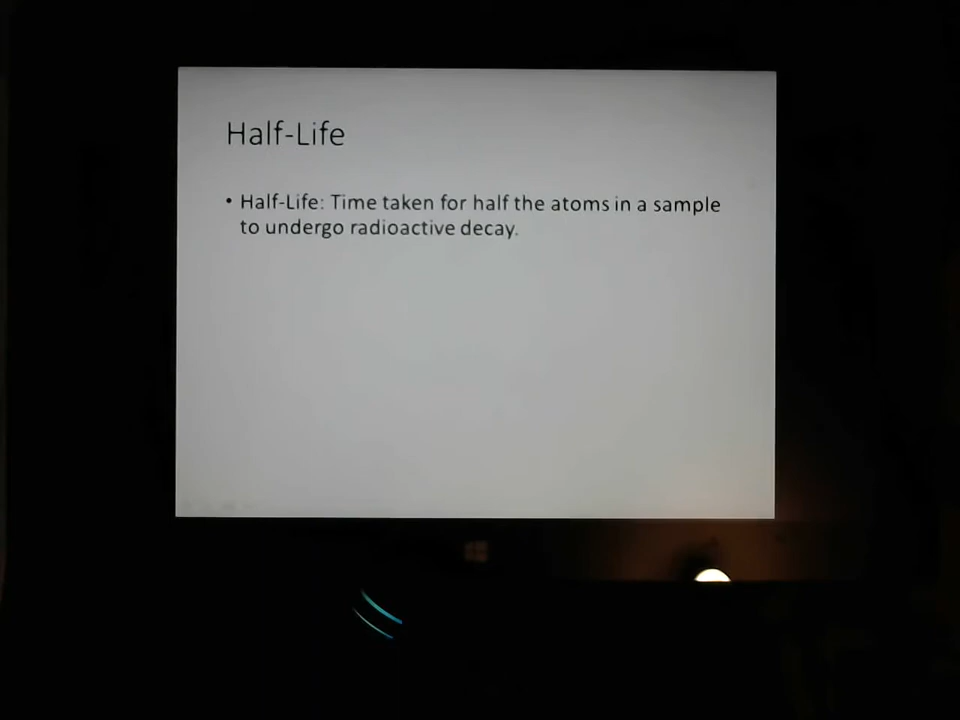 Half-Life
• Half-Life: Time taken for half the atoms in a sample
to undergo radioactive decay.